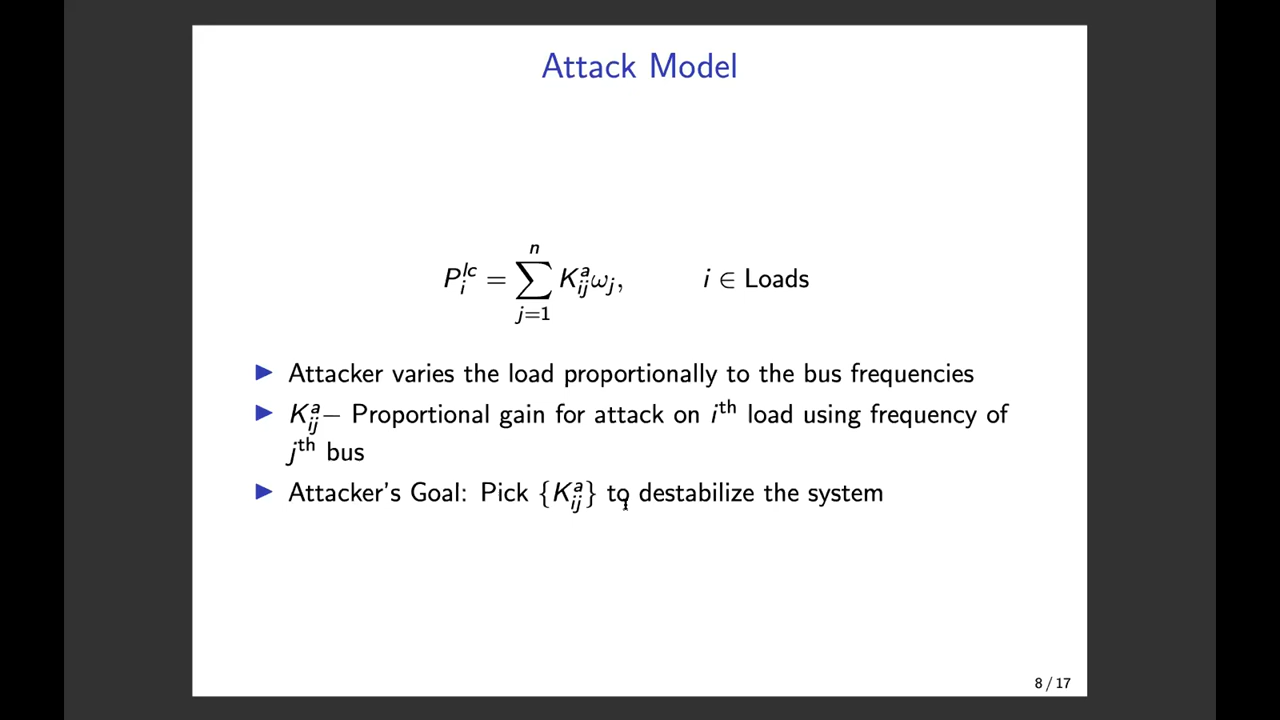 Attack Model
P_i^{lc} = \sum_{j=1}^{n} K_{ij}^{a} ω_j, i ∈ Loads
▶ Attacker varies the load proportionally to the bus frequencies
▶ K_{ij}^{a}− Proportional gain for attack on i^{th} load using frequency of
j^{th} bus
▶ Attacker's Goal: Pick {K_{ij}^{a}} to destabilize the system
8 / 17